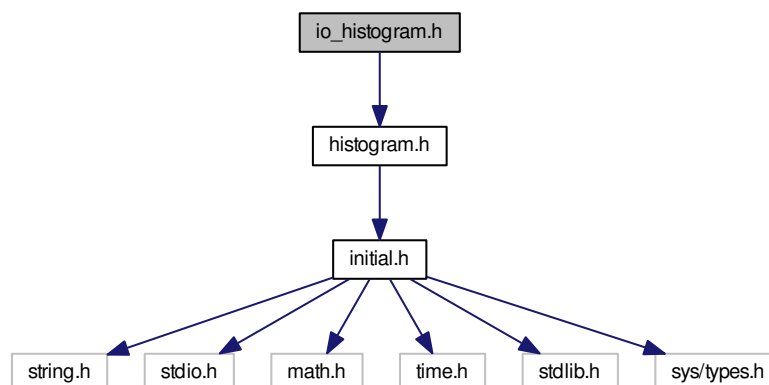 io_histogram.h
histogram.h
initial.h
string.h
stdio.h
math.h
time.h
stdlib.h
sys/types.h